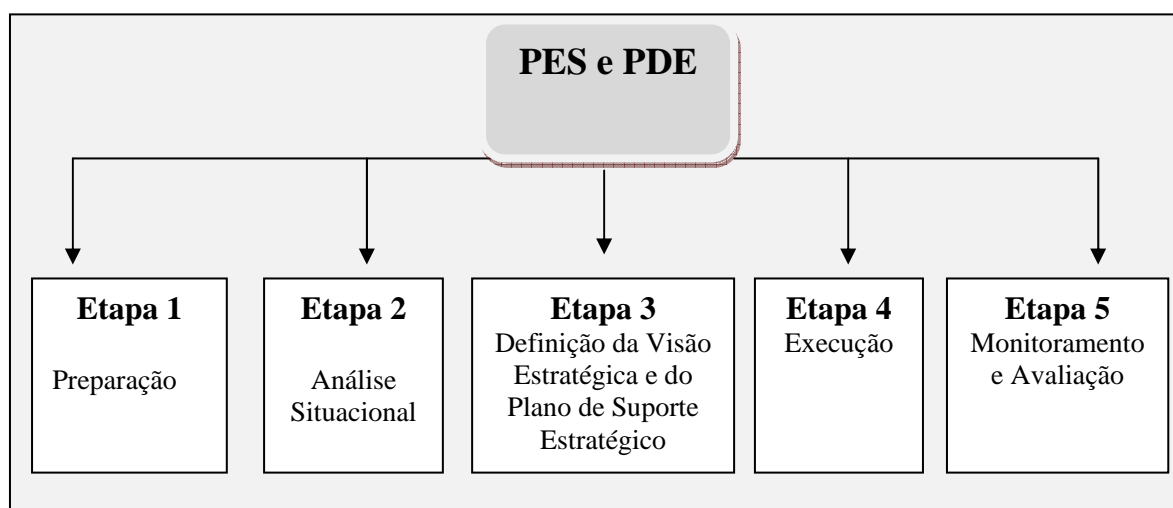 PES e PDE
Etapa 1
Preparação
Etapa 2
Análise
Situacional
Etapa 3
Definição da Visão
Estratégica e do
Plano de Suporte
Estratégico
Etapa 4
Execução
Etapa 5
Monitoramento
e Avaliação